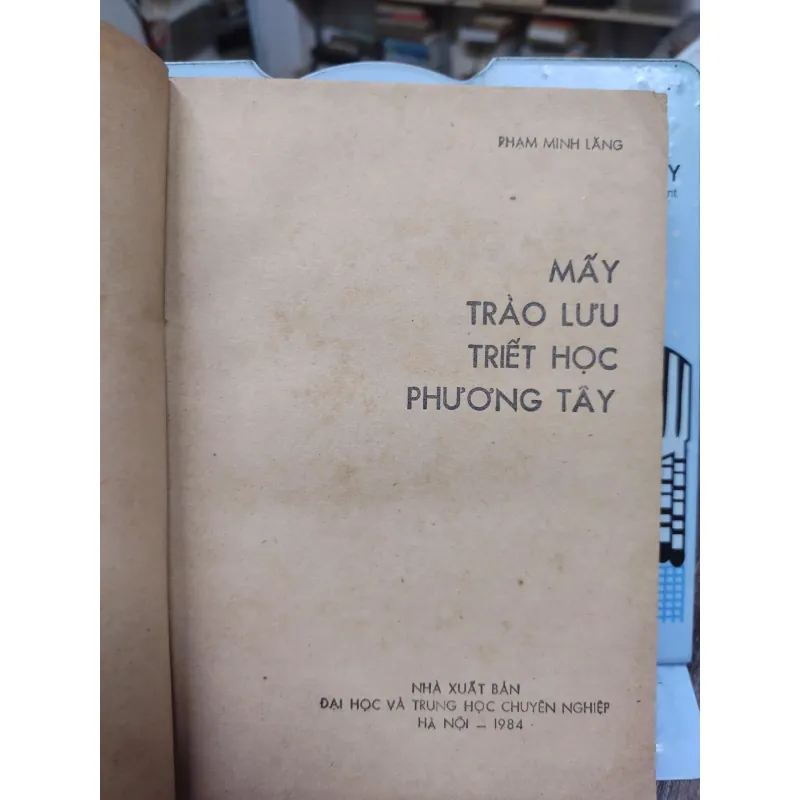 PHẠM MINH LĂNG
MẤY
TRÀO LƯU
TRIẾT HỌC
PHƯƠNG TÂY
NHÀ XUẤT BẢN
ĐẠI HỌC VÀ TRUNG HỌC CHUYÊN NGHIỆP
HÀ NỘI – 1984